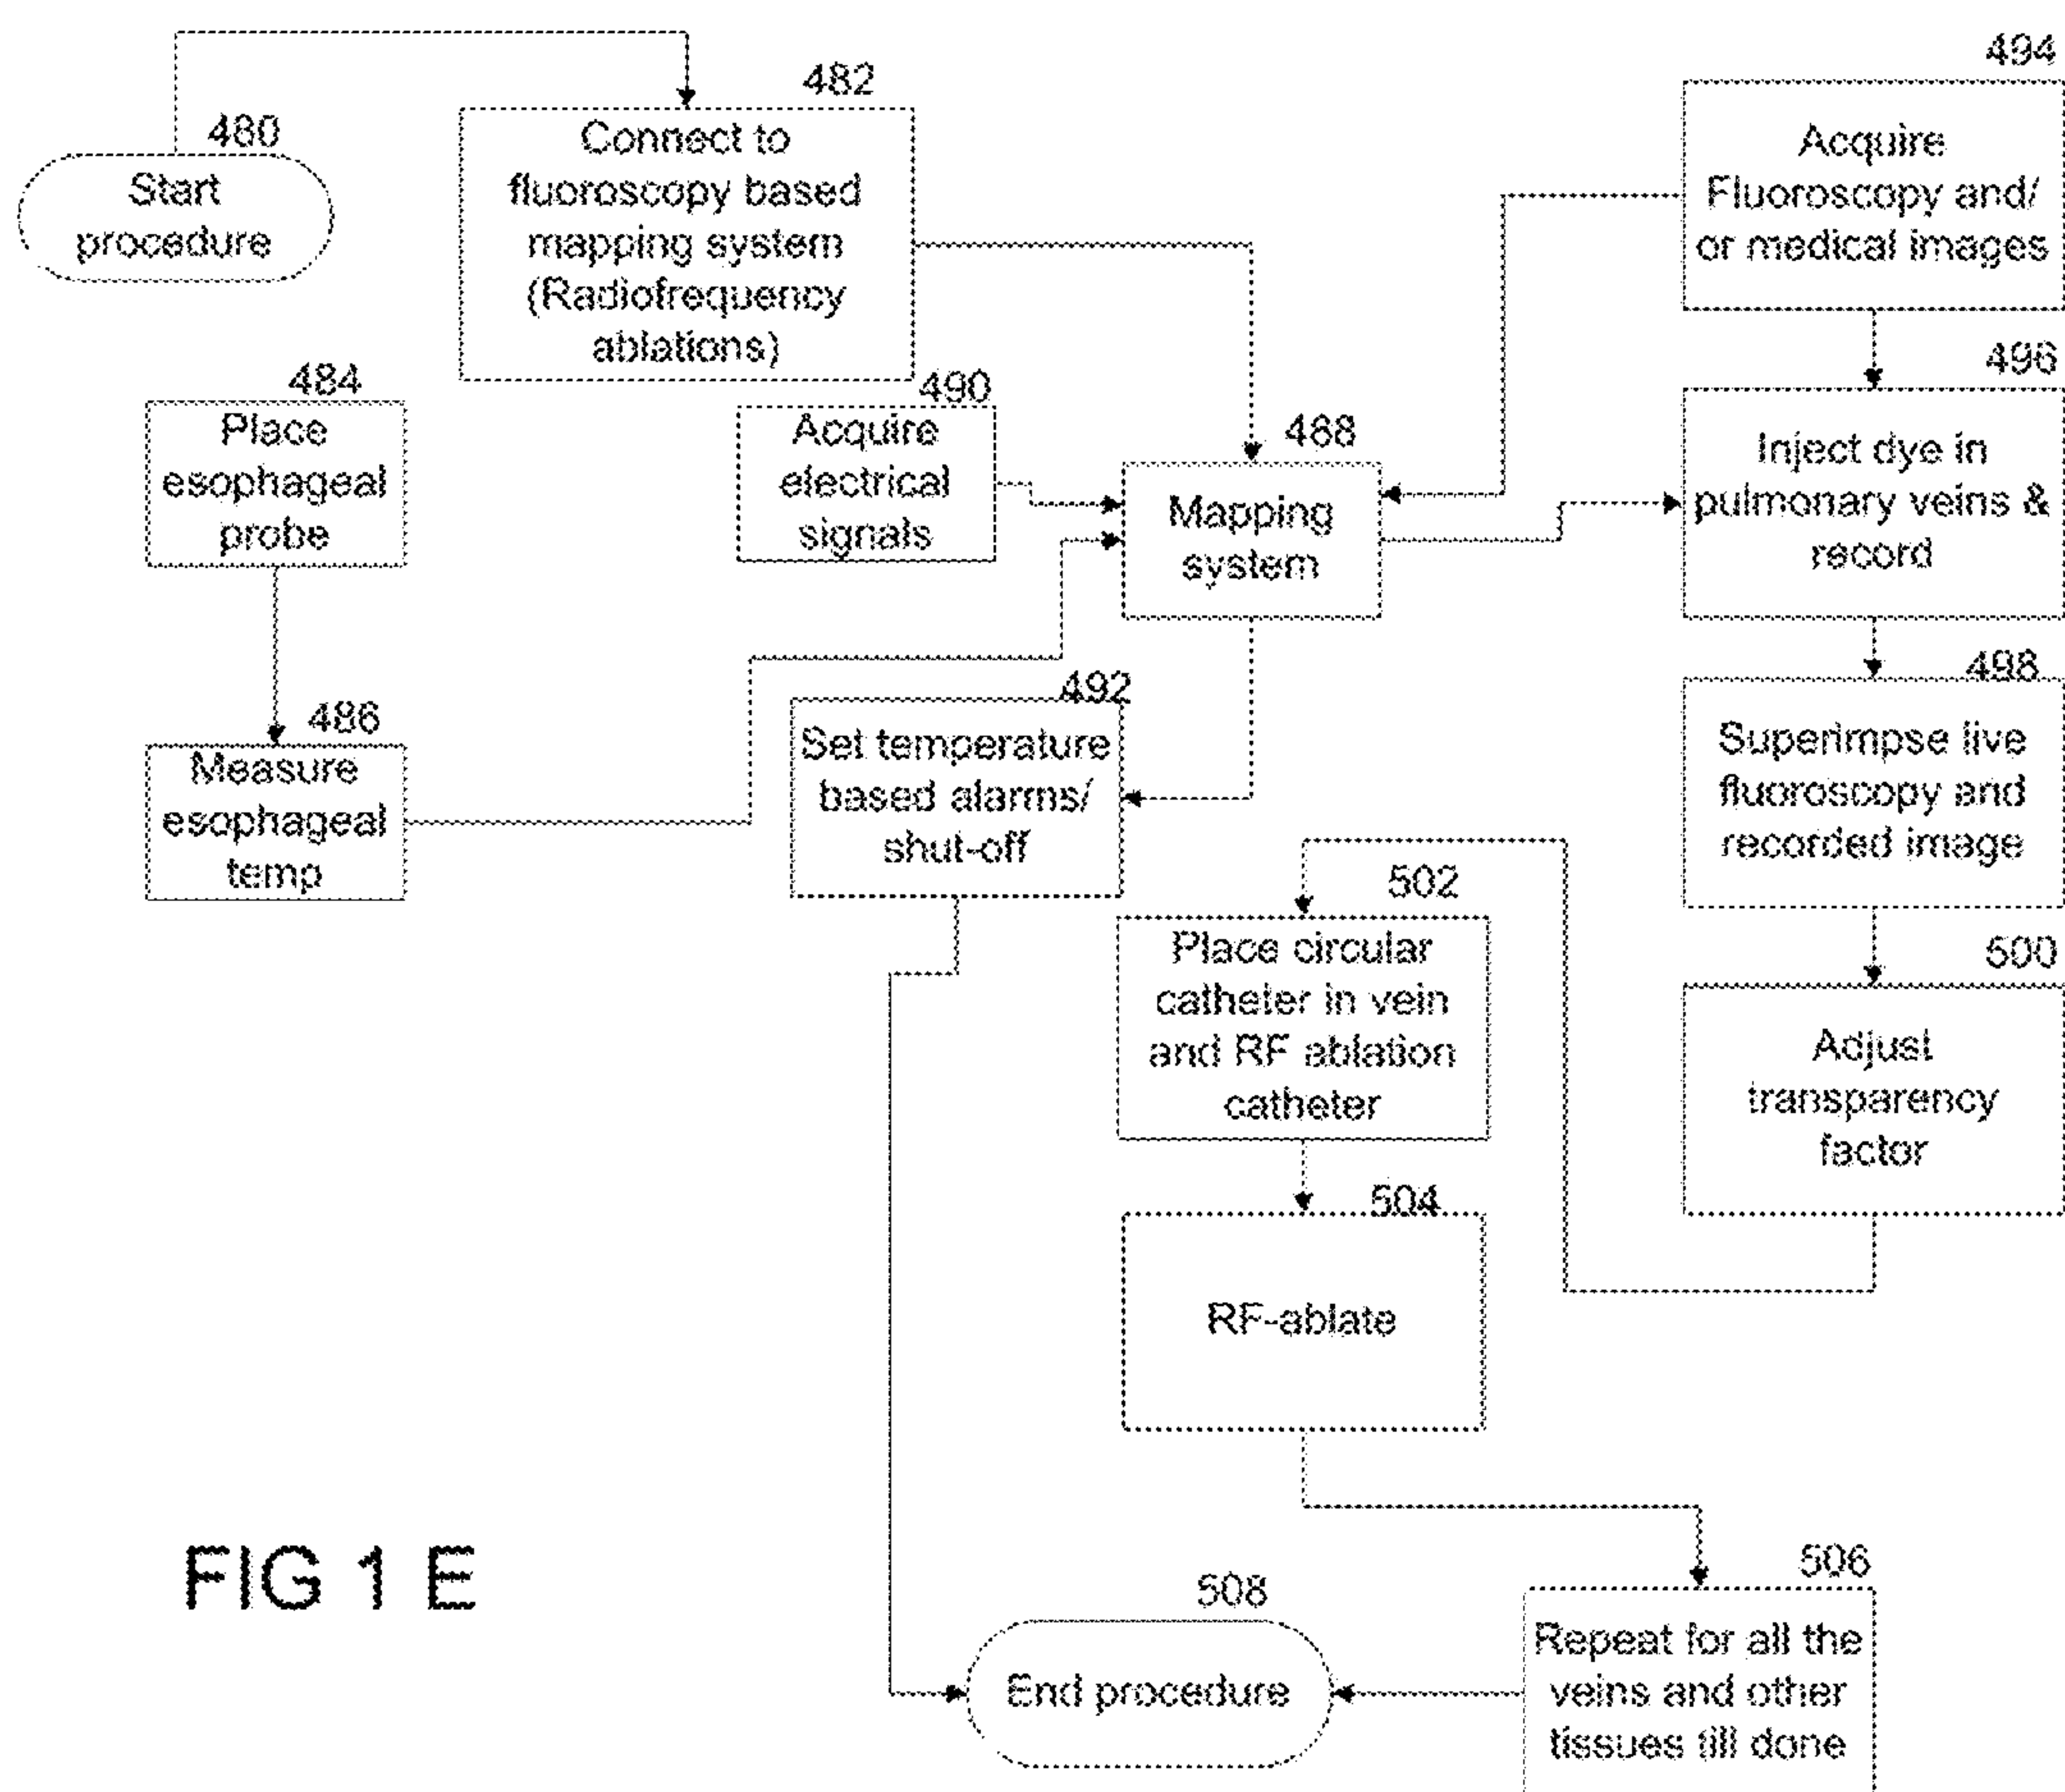 480
Start
procedure
482
Connect to
fluoroscopy based
mapping system
(Radiofrequency
ablations)
484
Place
esophageal
probe
486
Measure
esophageal
temp
490
Acquire
electrical
signals
488
Mapping
system
492
Set temperature
based alarms/
shut-off
494
Acquire
Fluoroscopy and/
or medical images
496
Inject dye in
pulmonary veins &
record
498
Superimpse live
fluoroscopy and
recorded image
500
Adjust
transparency
factor
502
Place circular
catheter in vein
and RF ablation
catheter
504
RF-ablate
506
Repeat for all the
veins and other
tissues till done
508
End procedure
FIG 1 E